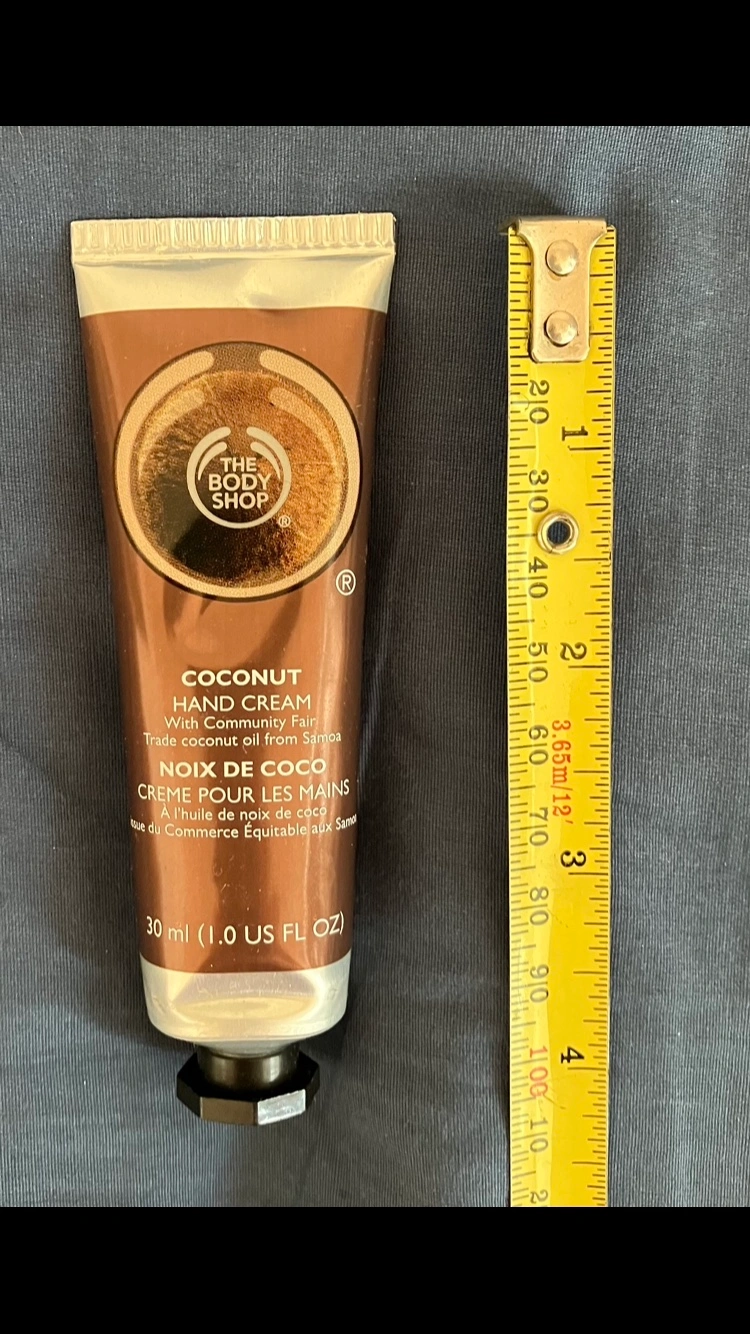 THE
BODY
SHOP
®
®
COCONUT
HAND CREAM
With Community Fair
Trade coconut oil from Samoa
NOIX DE COCO
CREME POUR LES MAINS
À l'huile de noix de coco
du Commerce Équitable aux
30 ml (1.0 US FL OZ)
1
2
3
4
20
30
40
50
60
70
80
90
100
10
2
3.65m/12'